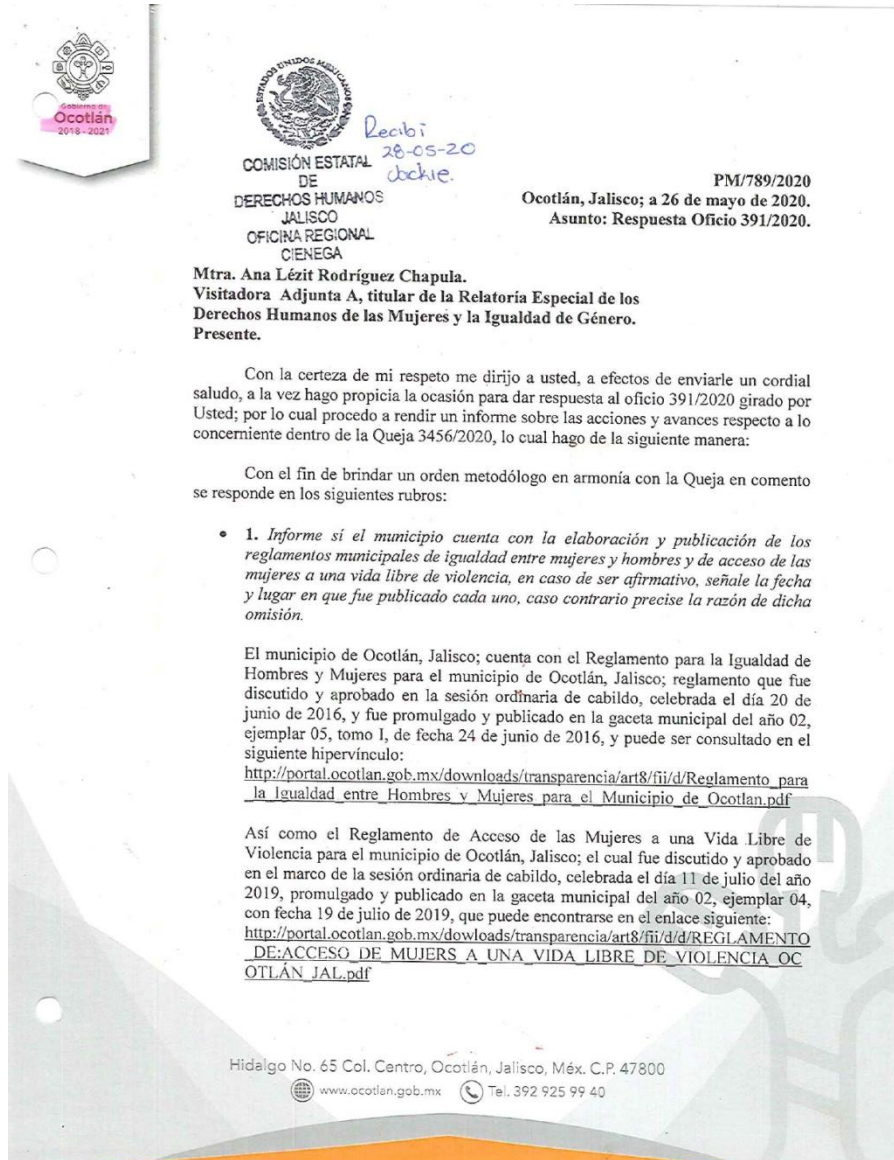 Gobierno de
Ocotlán
2018 - 2021
ESTADOS UNIDOS MEXICANOS
Recibi
28-05-20
Jackie.
COMISIÓN ESTATAL
DE
DERECHOS HUMANOS
JALISCO
OFICINA REGIONAL
CIENEGA
PM/789/2020
Ocotlán, Jalisco; a 26 de mayo de 2020.
Asunto: Respuesta Oficio 391/2020.
Mtra. Ana Lézit Rodríguez Chapula.
Visitadora Adjunta A, titular de la Relatoría Especial de los
Derechos Humanos de las Mujeres y la Igualdad de Género.
Presente.
Con la certeza de mi respeto me dirijo a usted, a efectos de enviarle un cordial
saludo, a la vez hago propicia la ocasión para dar respuesta al oficio 391/2020 girado por
Usted; por lo cual procedo a rendir un informe sobre las acciones y avances respecto a lo
concerniente dentro de la Queja 3456/2020, lo cual hago de la siguiente manera:
Con el fin de brindar un orden metodólogo en armonía con la Queja en comento
se responde en los siguientes rubros:
• 1. Informe sí el municipio cuenta con la elaboración y publicación de los
reglamentos municipales de igualdad entre mujeres y hombres y de acceso de las
mujeres a una vida libre de violencia, en caso de ser afirmativo, señale la fecha
y lugar en que fue publicado cada uno, caso contrario precise la razón de dicha
omisión.
El municipio de Ocotlán, Jalisco; cuenta con el Reglamento para la Igualdad de
Hombres y Mujeres para el municipio de Ocotlán, Jalisco; reglamento que fue
discutido y aprobado en la sesión ordinaria de cabildo, celebrada el día 20 de
junio de 2016, y fue promulgado y publicado en la gaceta municipal del año 02,
ejemplar 05, tomo I, de fecha 24 de junio de 2016, y puede ser consultado en el
siguiente hipervínculo:
http://portal.ocotlan.gob.mx/downloads/transparencia/art8/fii/d/Reglamento_para
_la_Igualdad_entre_Hombres_y_Mujeres_para_el_Municipio_de_Ocotlan.pdf
Así como el Reglamento de Acceso de las Mujeres a una Vida Libre de
Violencia para el municipio de Ocotlán, Jalisco; el cual fue discutido y aprobado
en el marco de la sesión ordinaria de cabildo, celebrada el día 11 de julio del año
2019, promulgado y publicado en la gaceta municipal del año 02, ejemplar 04,
con fecha 19 de julio de 2019, que puede encontrarse en el enlace siguiente:
http://portal.ocotlan.gob.mx/dowloads/transparencia/art8/fii/d/d/REGLAMENTO
_DE:ACCESO_DE_MUJERS_A_UNA_VIDA_LIBRE_DE_VIOLENCIA_OC
OTLÁN_JAL.pdf
Hidalgo No. 65 Col. Centro, Ocotlán, Jalisco, Méx. C.P. 47800
www.ocotlan.gob.mx Tel. 392 925 99 40